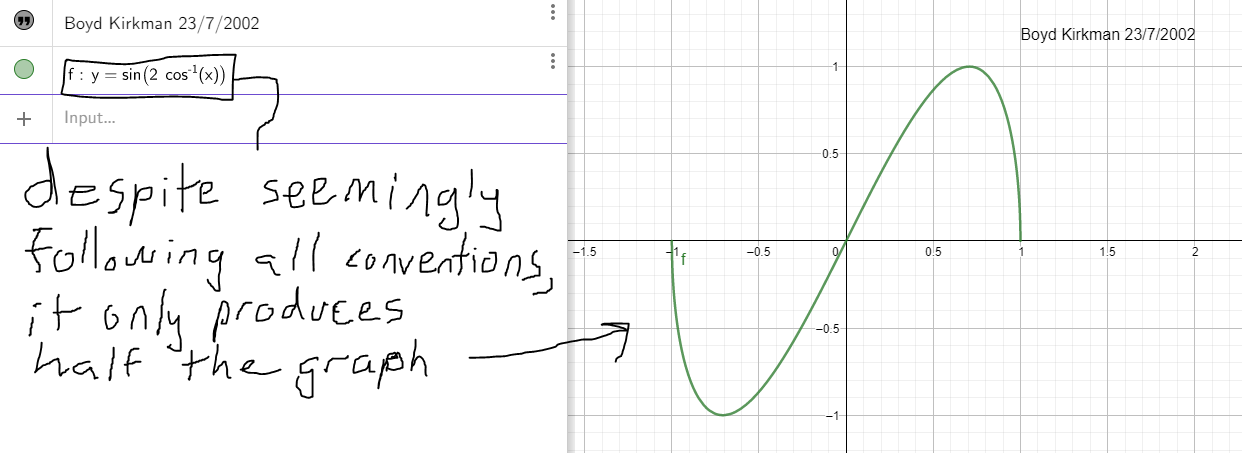 Boyd Kirkman 23/7/2002
f : y = sin(2 cos⁻¹(x))
+ Input...
despite seemingly
following all conventions,
it only produces
half the graph
Boyd Kirkman 23/7/2002
1
0.5
−1.5
−1
f
−0.5
0
0.5
1
1.5
2
−0.5
−1